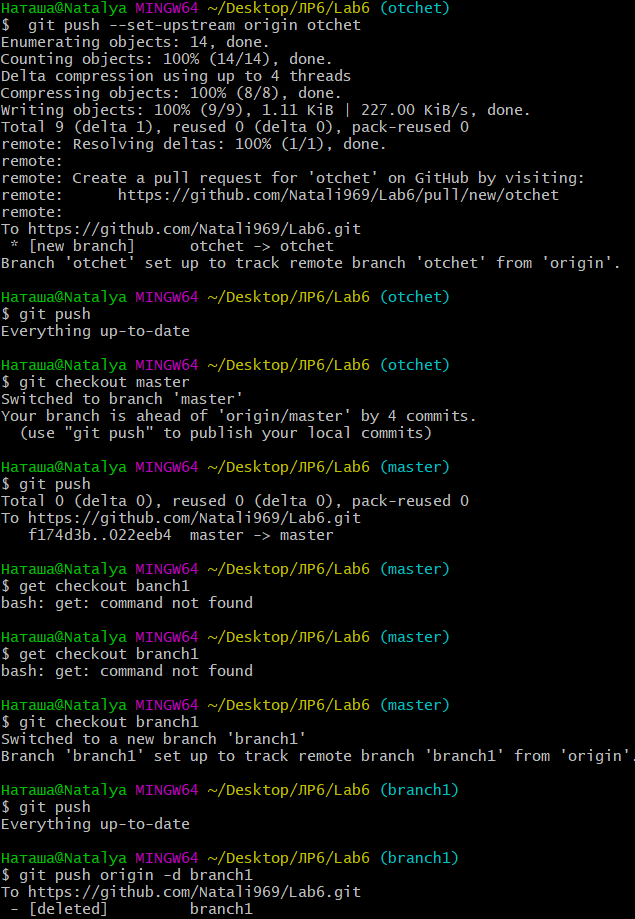 Наташа@Natalya MINGW64 ~/Desktop/ЛР6/Lab6 (otchet)
$  git push --set-upstream origin otchet
Enumerating objects: 14, done.
Counting objects: 100% (14/14), done.
Delta compression using up to 4 threads
Compressing objects: 100% (8/8), done.
Writing objects: 100% (9/9), 1.11 KiB | 227.00 KiB/s, done.
Total 9 (delta 1), reused 0 (delta 0), pack-reused 0
remote: Resolving deltas: 100% (1/1), done.
remote:
remote: Create a pull request for 'otchet' on GitHub by visiting:
remote:      https://github.com/Natali969/Lab6/pull/new/otchet
remote:
To https://github.com/Natali969/Lab6.git
 * [new branch]      otchet -> otchet
Branch 'otchet' set up to track remote branch 'otchet' from 'origin'.
Наташа@Natalya MINGW64 ~/Desktop/ЛР6/Lab6 (otchet)
$ git push
Everything up-to-date
Наташа@Natalya MINGW64 ~/Desktop/ЛР6/Lab6 (otchet)
$ git checkout master
Switched to branch 'master'
Your branch is ahead of 'origin/master' by 4 commits.
  (use "git push" to publish your local commits)
Наташа@Natalya MINGW64 ~/Desktop/ЛР6/Lab6 (master)
$ git push
Total 0 (delta 0), reused 0 (delta 0), pack-reused 0
To https://github.com/Natali969/Lab6.git
   f174d3b..022eeb4  master -> master
Наташа@Natalya MINGW64 ~/Desktop/ЛР6/Lab6 (master)
$ get checkout banch1
bash: get: command not found
Наташа@Natalya MINGW64 ~/Desktop/ЛР6/Lab6 (master)
$ get checkout branch1
bash: get: command not found
Наташа@Natalya MINGW64 ~/Desktop/ЛР6/Lab6 (master)
$ git checkout branch1
Switched to a new branch 'branch1'
Branch 'branch1' set up to track remote branch 'branch1' from 'origin'.
Наташа@Natalya MINGW64 ~/Desktop/ЛР6/Lab6 (branch1)
$ git push
Everything up-to-date
Наташа@Natalya MINGW64 ~/Desktop/ЛР6/Lab6 (branch1)
$ git push origin -d branch1
To https://github.com/Natali969/Lab6.git
 - [deleted]         branch1